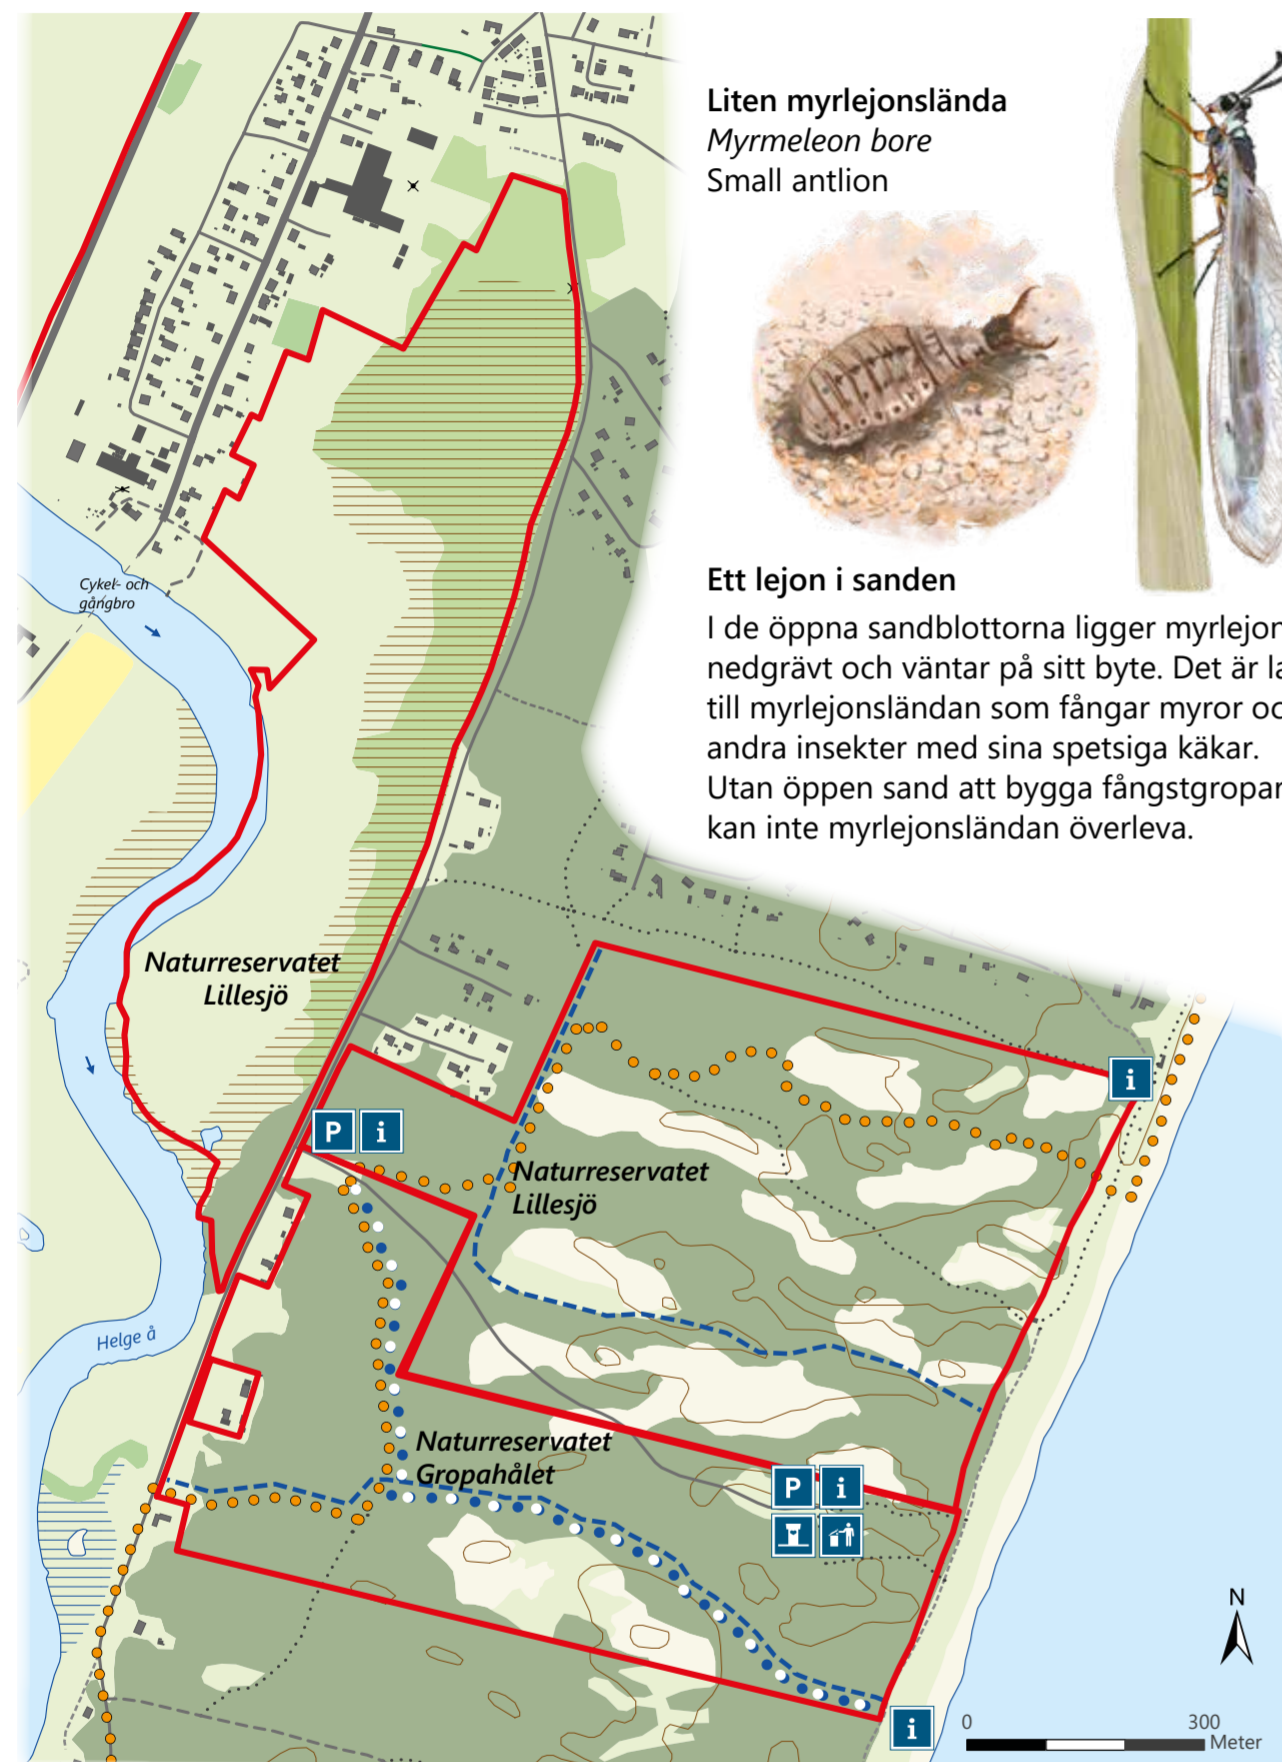 Liten myrlejonslända
Myrmeleon bore
Small antlion
Ett lejon i sanden
I de öppna sandblottorna ligger myrlejon
nedgrävt och väntar på sitt byte. Det är la
till myrlejonsländan som fångar myror oc
andra insekter med sina spetsiga käkar.
Utan öppen sand att bygga fångstgropar
kan inte myrlejonsländan överleva.
Cykel- och
gångbro
Naturreservatet
Lillesjö
P i
i
Naturreservatet
Lillesjö
Helge å
Naturreservatet
Gropahålet
P i
i
N
0 300
Meter